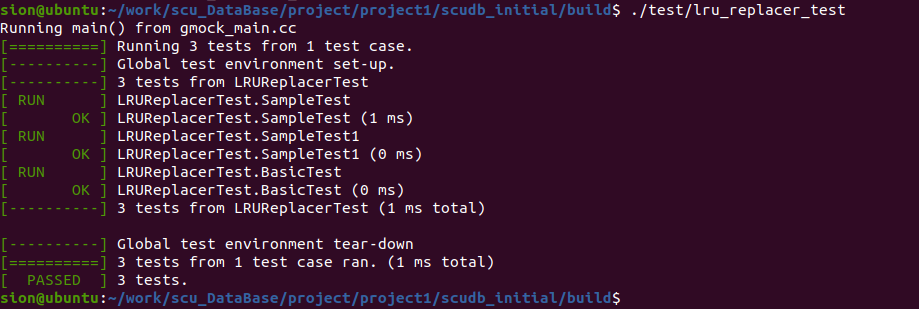 sion@ubuntu:~/work/scu_DataBase/project/project1/scudb_initial/build$ ./test/lru_replacer_test
Running main() from gmock_main.cc
[==========] Running 3 tests from 1 test case.
[----------] Global test environment set-up.
[----------] 3 tests from LRUReplacerTest
[ RUN      ] LRUReplacerTest.SampleTest
[       OK ] LRUReplacerTest.SampleTest (1 ms)
[ RUN      ] LRUReplacerTest.SampleTest1
[       OK ] LRUReplacerTest.SampleTest1 (0 ms)
[ RUN      ] LRUReplacerTest.BasicTest
[       OK ] LRUReplacerTest.BasicTest (0 ms)
[----------] 3 tests from LRUReplacerTest (1 ms total)

[----------] Global test environment tear-down
[==========] 3 tests from 1 test case ran. (1 ms total)
[  PASSED  ] 3 tests.
sion@ubuntu:~/work/scu_DataBase/project/project1/scudb_initial/build$